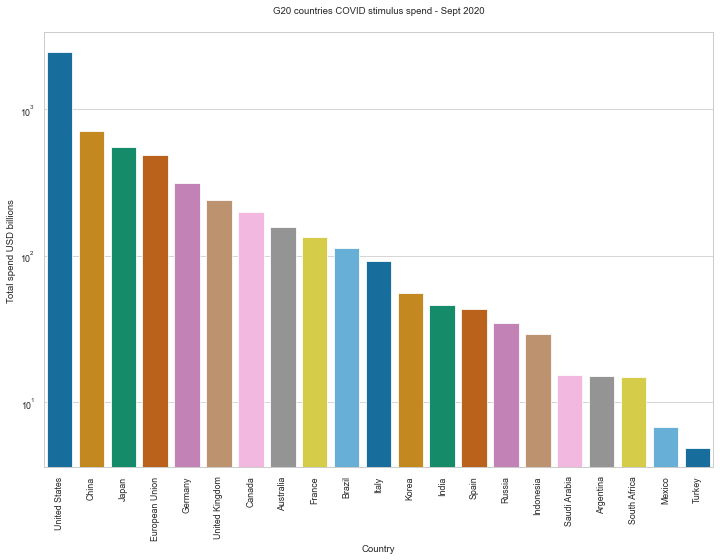 G20 countries COVID stimulus spend - Sept 2020
Total spend USD billions
10³
10²
10¹
United States
China
Japan
European Union
Germany
United Kingdom
Canada
Australia
France
Brazil
Italy
Korea
India
Spain
Russia
Indonesia
Saudi Arabia
Argentina
South Africa
Mexico
Turkey
Country